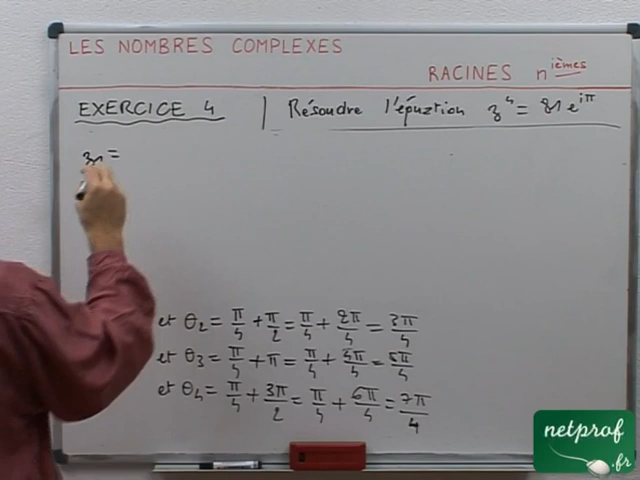 LES NOMBRES COMPLEXES
RACINES n ièmes
EXERCICE 4 | Résoudre l'équation z⁴ = 81 e^{iπ}
z₁ =
et θ₂ = π/4 + π/2 = π/4 + 2π/4 = 3π/4
et θ₃ = π/4 + π = π/4 + 4π/4 = 5π/4
et θ₄ = π/4 + 3π/2 = π/4 + 6π/4 = 7π/4
netprof
.fr